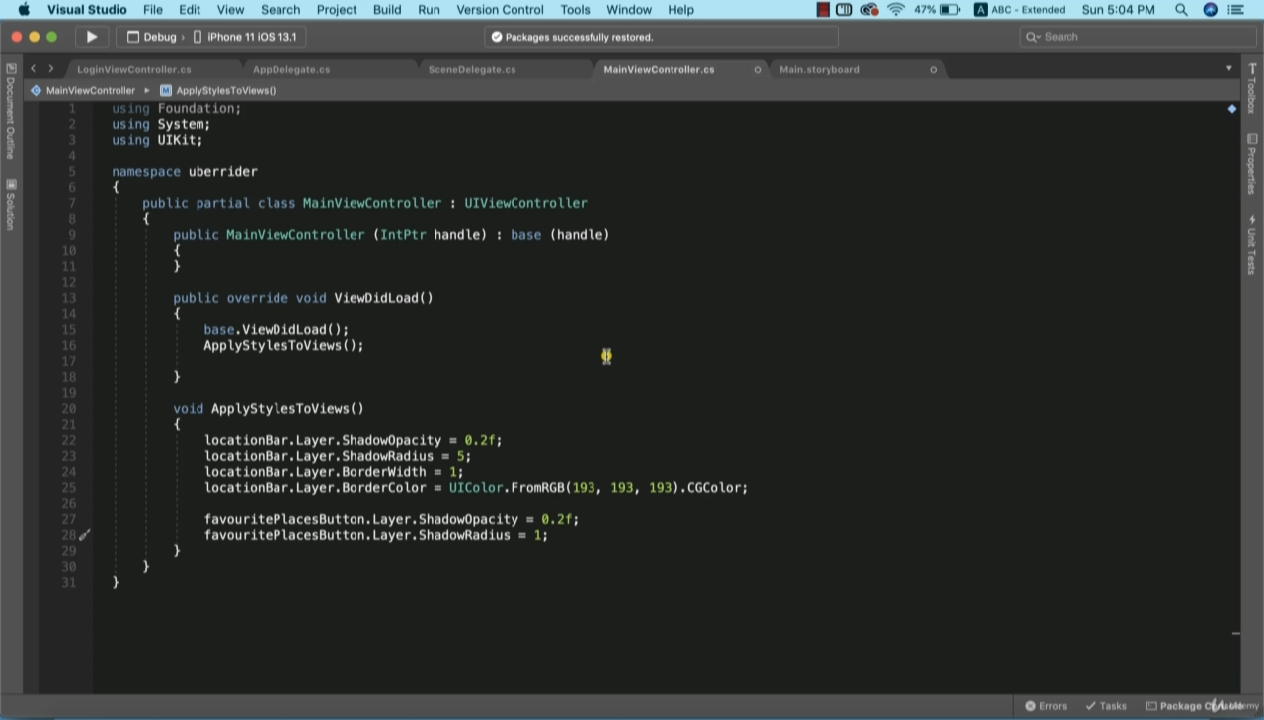 Visual Studio File Edit View Search Project Build Run Version Control Tools Window Help 47% A ABC - Extended Sun 5:04 PM
Debug › iPhone 11 iOS 13.1 Packages successfully restored. Search
LoginViewController.cs AppDelegate.cs SceneDelegate.cs MainViewController.cs Main.storyboard
MainViewController ▸ M ApplyStylesToViews()
Document Outline
Solution
Toolbox
Properties
Unit Tests
1 using Foundation;
2 using System;
3 using UIKit;
4
5 namespace uberrider
6 {
7 public partial class MainViewController : UIViewController
8 {
9 public MainViewController (IntPtr handle) : base (handle)
10 {
11 }
12
13 public override void ViewDidLoad()
14 {
15 base.ViewDidLoad();
16 ApplyStylesToViews();
17
18 }
19
20 void ApplyStylesToViews()
21 {
22 locationBar.Layer.ShadowOpacity = 0.2f;
23 locationBar.Layer.ShadowRadius = 5;
24 locationBar.Layer.BorderWidth = 1;
25 locationBar.Layer.BorderColor = UIColor.FromRGB(193, 193, 193).CGColor;
26
27 favouritePlacesButton.Layer.ShadowOpacity = 0.2f;
28 favouritePlacesButton.Layer.ShadowRadius = 1;
29 }
30 }
31 }
Errors Tasks Package